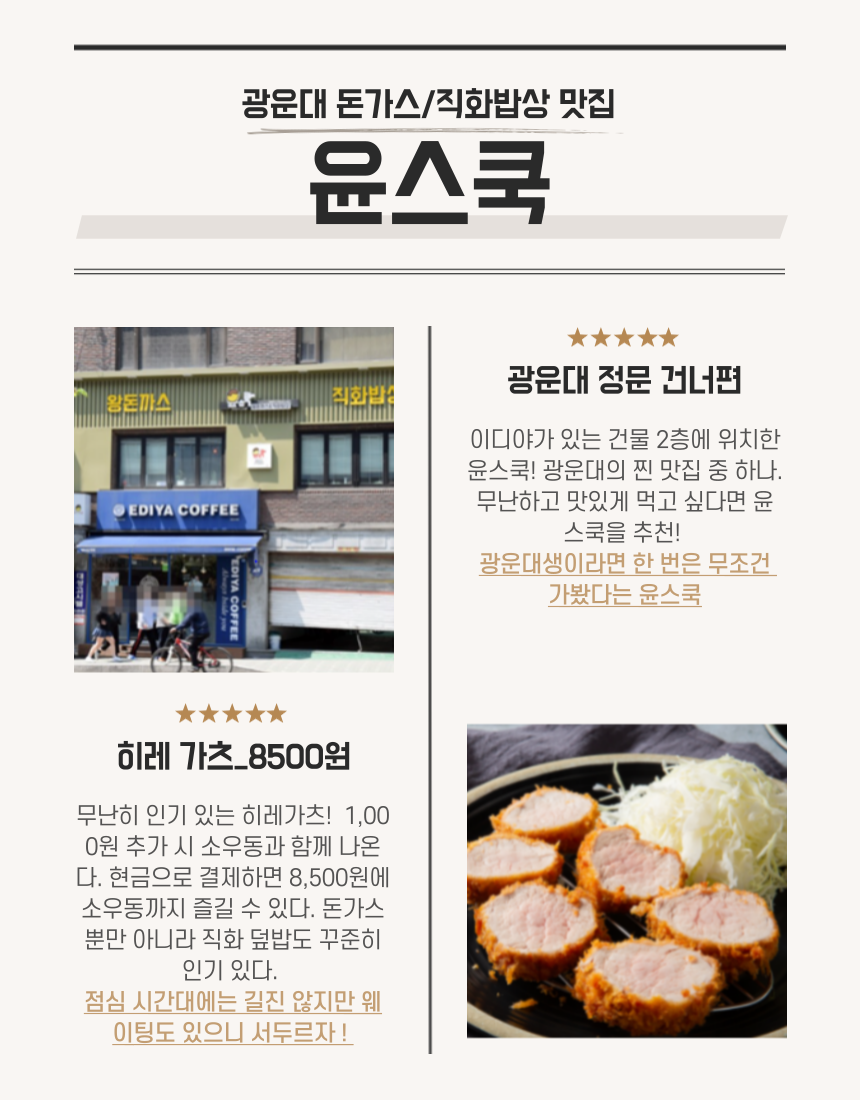 광운대 돈가스/직화밥상 맛집
윤스쿡
왕돈까스
직화밥상
EDIYA COFFEE
EDIYA COFFEE
Always beside you
히레 가츠_8500원
무난히 인기 있는 히레가츠!  1,00
0원 추가 시 소우동과 함께 나온
다. 현금으로 결제하면 8,500원에
소우동까지 즐길 수 있다. 돈가스
뿐만 아니라 직화 덮밥도 꾸준히
인기 있다.
점심 시간대에는 길진 않지만 웨
이팅도 있으니 서두르자 !
광운대 정문 건너편
이디야가 있는 건물 2층에 위치한
윤스쿡! 광운대의 찐 맛집 중 하나.
무난하고 맛있게 먹고 싶다면 윤
스쿡을 추천!
광운대생이라면 한 번은 무조건
가봤다는 윤스쿡